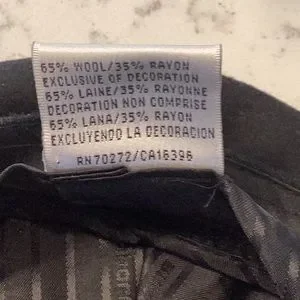 65% WOOL/35% RAYON
EXCLUSIVE OF DECORATION
65% LAINE/35% RAYONNE
DECORATION NON COMPRISE
65% LANA/35% RAYON
EXCLUYENDO LA DECORACION
RN70272/CA16396